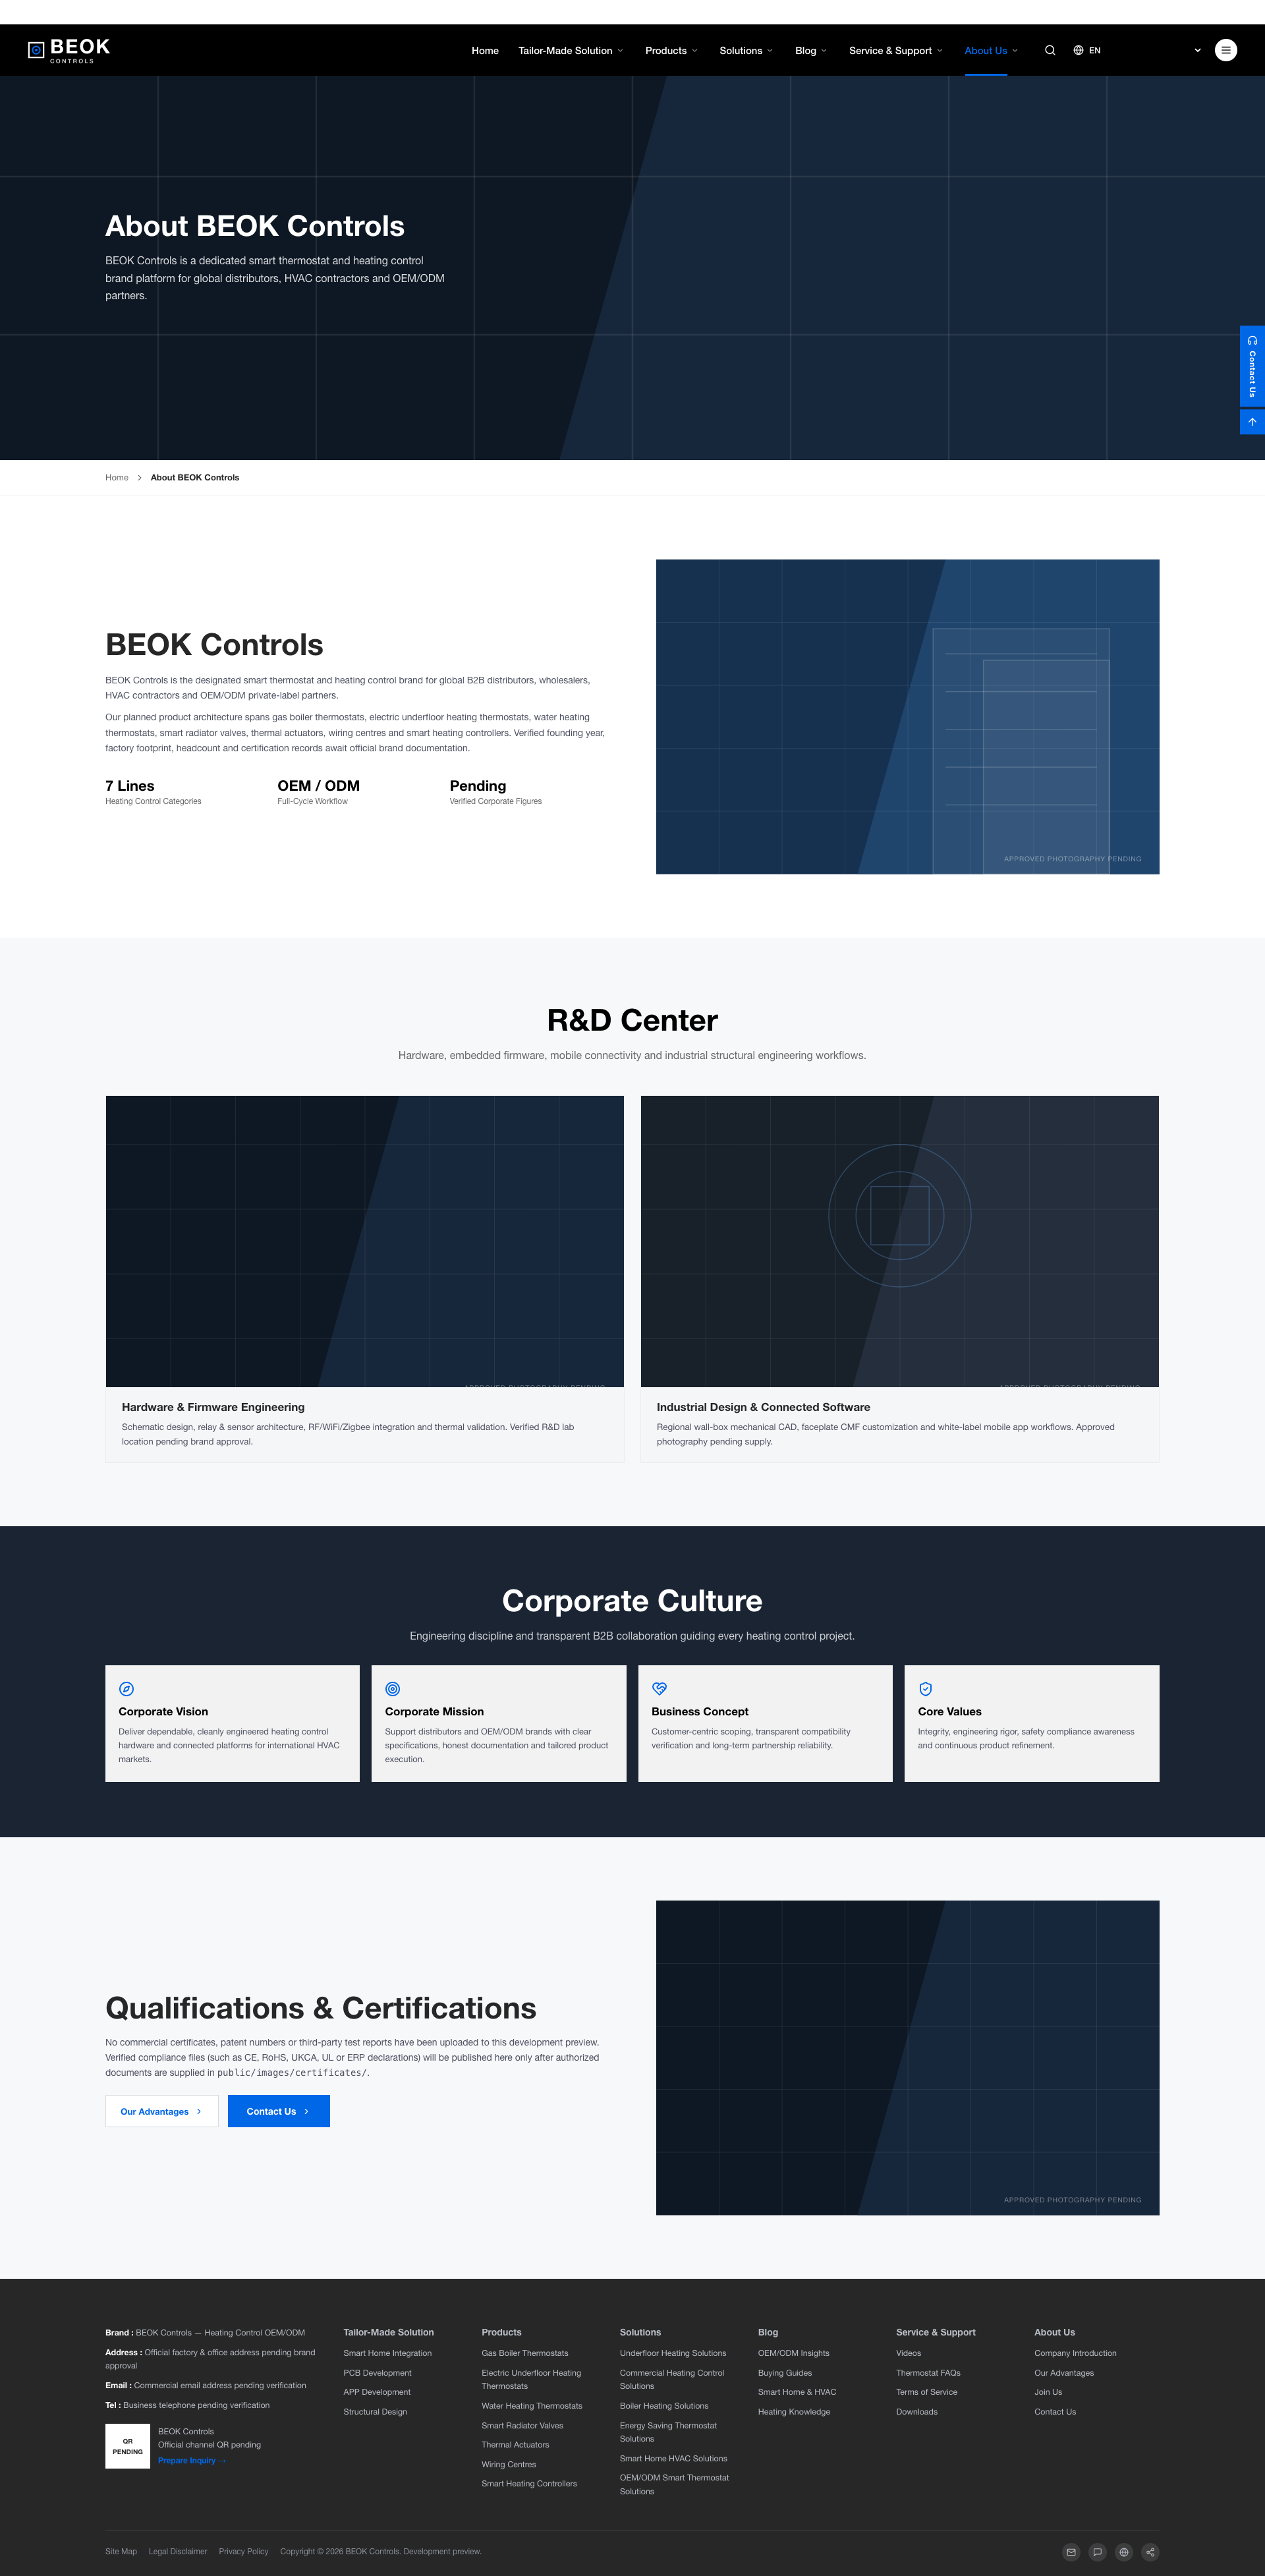 BEOK
CONTROLS
Home
Tailor-Made Solution
Products
Solutions
Blog
Service & Support
About Us
EN
About BEOK Controls
BEOK Controls is a dedicated smart thermostat and heating control
brand platform for global distributors, HVAC contractors and OEM/ODM
partners.
Contact Us
Home
About BEOK Controls
BEOK Controls
BEOK Controls is the designated smart thermostat and heating control brand for global B2B distributors, wholesalers,
HVAC contractors and OEM/ODM private-label partners.
Our planned product architecture spans gas boiler thermostats, electric underfloor heating thermostats, water heating
thermostats, smart radiator valves, thermal actuators, wiring centres and smart heating controllers. Verified founding year,
factory footprint, headcount and certification records await official brand documentation.
7 Lines
Heating Control Categories
OEM / ODM
Full-Cycle Workflow
Pending
Verified Corporate Figures
APPROVED PHOTOGRAPHY PENDING
R&D Center
Hardware, embedded firmware, mobile connectivity and industrial structural engineering workflows.
APPROVED PHOTOGRAPHY PENDING
APPROVED PHOTOGRAPHY PENDING
Hardware & Firmware Engineering
Schematic design, relay & sensor architecture, RF/WiFi/Zigbee integration and thermal validation. Verified R&D lab
location pending brand approval.
Industrial Design & Connected Software
Regional wall-box mechanical CAD, faceplate CMF customization and white-label mobile app workflows. Approved
photography pending supply.
Corporate Culture
Engineering discipline and transparent B2B collaboration guiding every heating control project.
Corporate Vision
Deliver dependable, cleanly engineered heating control
hardware and connected platforms for international HVAC
markets.
Corporate Mission
Support distributors and OEM/ODM brands with clear
specifications, honest documentation and tailored product
execution.
Business Concept
Customer-centric scoping, transparent compatibility
verification and long-term partnership reliability.
Core Values
Integrity, engineering rigor, safety compliance awareness
and continuous product refinement.
Qualifications & Certifications
No commercial certificates, patent numbers or third-party test reports have been uploaded to this development preview.
Verified compliance files (such as CE, RoHS, UKCA, UL or ERP declarations) will be published here only after authorized
documents are supplied in public/images/certificates/.
Our Advantages
Contact Us
APPROVED PHOTOGRAPHY PENDING
Brand : BEOK Controls — Heating Control OEM/ODM
Address : Official factory & office address pending brand
approval
Email : Commercial email address pending verification
Tel : Business telephone pending verification
QR
PENDING
BEOK Controls
Official channel QR pending
Prepare Inquiry →
Tailor-Made Solution
Smart Home Integration
PCB Development
APP Development
Structural Design
Products
Gas Boiler Thermostats
Electric Underfloor Heating
Thermostats
Water Heating Thermostats
Smart Radiator Valves
Thermal Actuators
Wiring Centres
Smart Heating Controllers
Solutions
Underfloor Heating Solutions
Commercial Heating Control
Solutions
Boiler Heating Solutions
Energy Saving Thermostat
Solutions
Smart Home HVAC Solutions
OEM/ODM Smart Thermostat
Solutions
Blog
OEM/ODM Insights
Buying Guides
Smart Home & HVAC
Heating Knowledge
Service & Support
Videos
Thermostat FAQs
Terms of Service
Downloads
About Us
Company Introduction
Our Advantages
Join Us
Contact Us
Site Map
Legal Disclaimer
Privacy Policy
Copyright © 2026 BEOK Controls. Development preview.